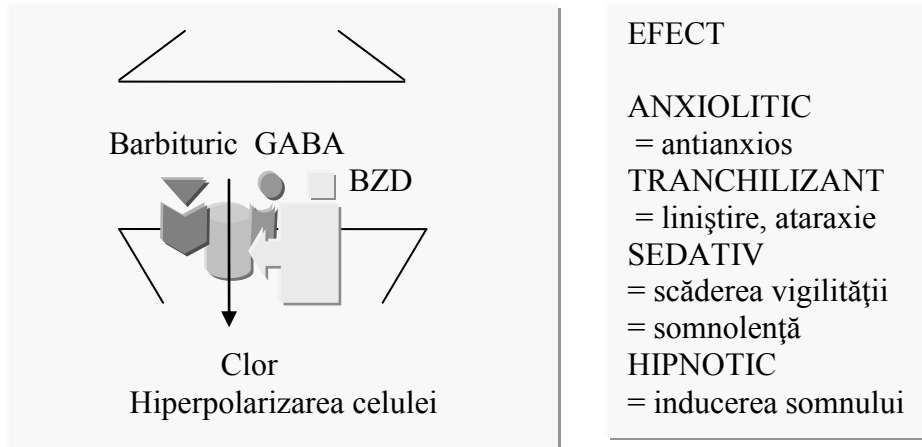 Barbituric GABA
BZD
Clor
Hiperpolarizarea celulei
EFECT
ANXIOLITIC
= antianxios
TRANCHILIZANT
= liniştire, ataraxie
SEDATIV
= scăderea vigilităţii
= somnolenţă
HIPNOTIC
= inducerea somnului